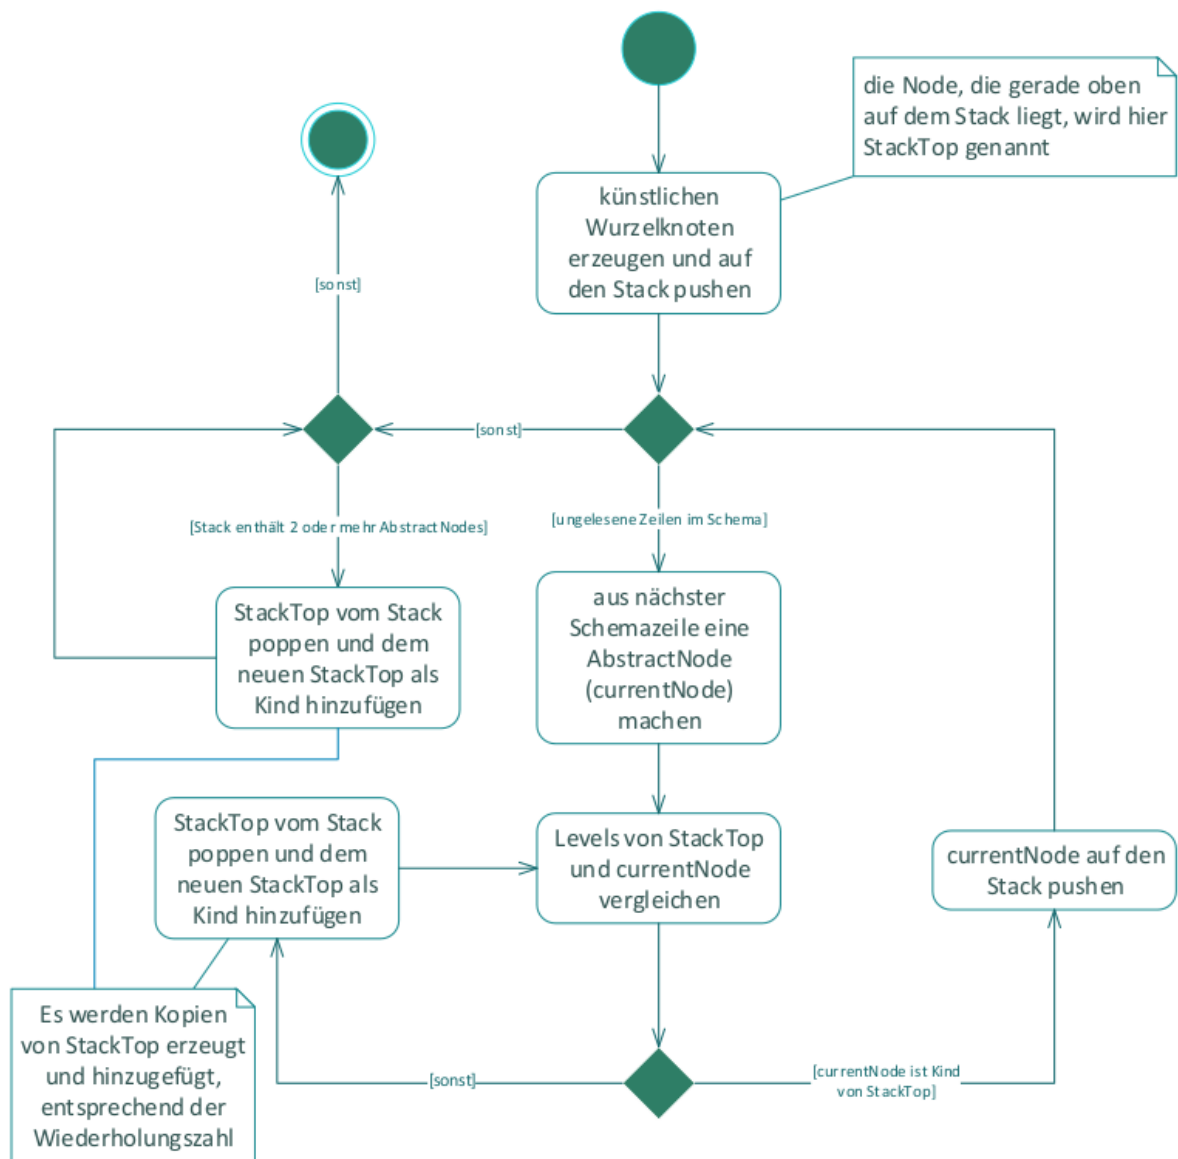 die Node, die gerade oben
auf dem Stack liegt, wird hier
StackTop genannt
künstlichen
Wurzelknoten
erzeugen und auf
den Stack pushen
[sonst]
[sonst]
[Stack enthält 2 oder mehr AbstractNodes]
[ungelesene Zeilen im Schema]
StackTop vom Stack
poppen und dem
neuen StackTop als
Kind hinzufügen
aus nächster
Schemazeile eine
AbstractNode
(currentNode)
machen
StackTop vom Stack
poppen und dem
neuen StackTop als
Kind hinzufügen
Levels von StackTop
und currentNode
vergleichen
currentNode auf den
Stack pushen
Es werden Kopien
von StackTop erzeugt
und hinzugefügt,
entsprechend der
Wiederholungszahl
[sonst]
[currentNode ist Kind
von StackTop]